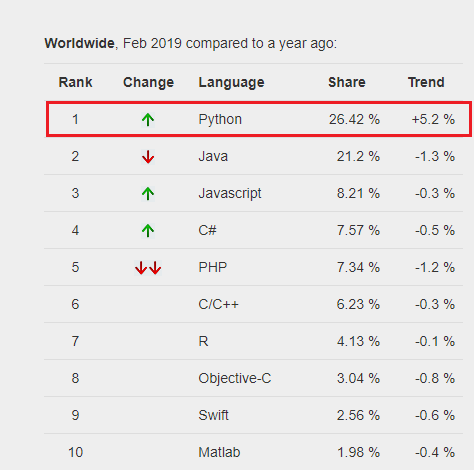 Worldwide, Feb 2019 compared to a year ago:
Rank Change Language Share Trend
1 ↑ Python 26.42 % +5.2 %
2 ↓ Java 21.2 % -1.3 %
3 ↑ Javascript 8.21 % -0.3 %
4 ↑ C# 7.57 % -0.5 %
5 ↓↓ PHP 7.34 % -1.2 %
6 C/C++ 6.23 % -0.3 %
7 R 4.13 % -0.1 %
8 Objective-C 3.04 % -0.8 %
9 Swift 2.56 % -0.6 %
10 Matlab 1.98 % -0.4 %